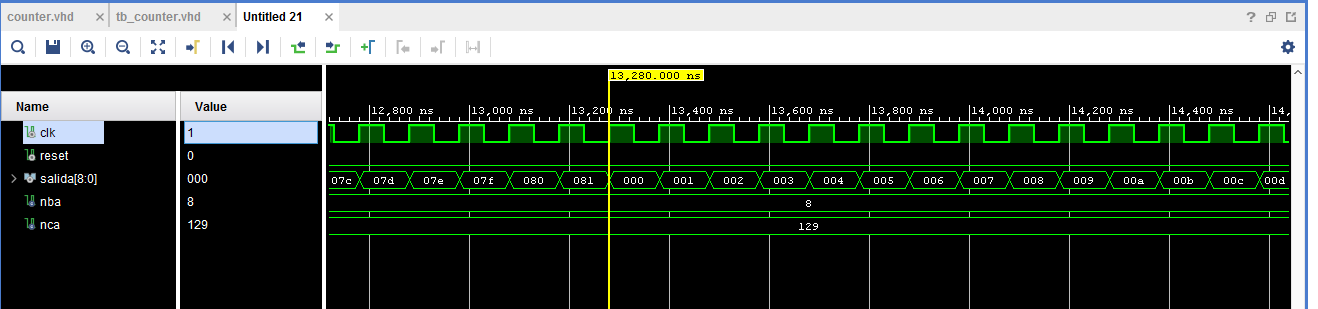 counter.vhd × tb_counter.vhd × Untitled 21 ×
?
13,280.000 ns
Name Value
12,800 ns 13,000 ns 13,200 ns 13,400 ns 13,600 ns 13,800 ns 14,000 ns 14,200 ns 14,400 ns 14,
clk 1
reset 0
salida[8:0] 000 07c 07d 07e 07f 080 081 000 001 002 003 004 005 006 007 008 009 00a 00b 00c 00d
nba 8 8
nca 129 129